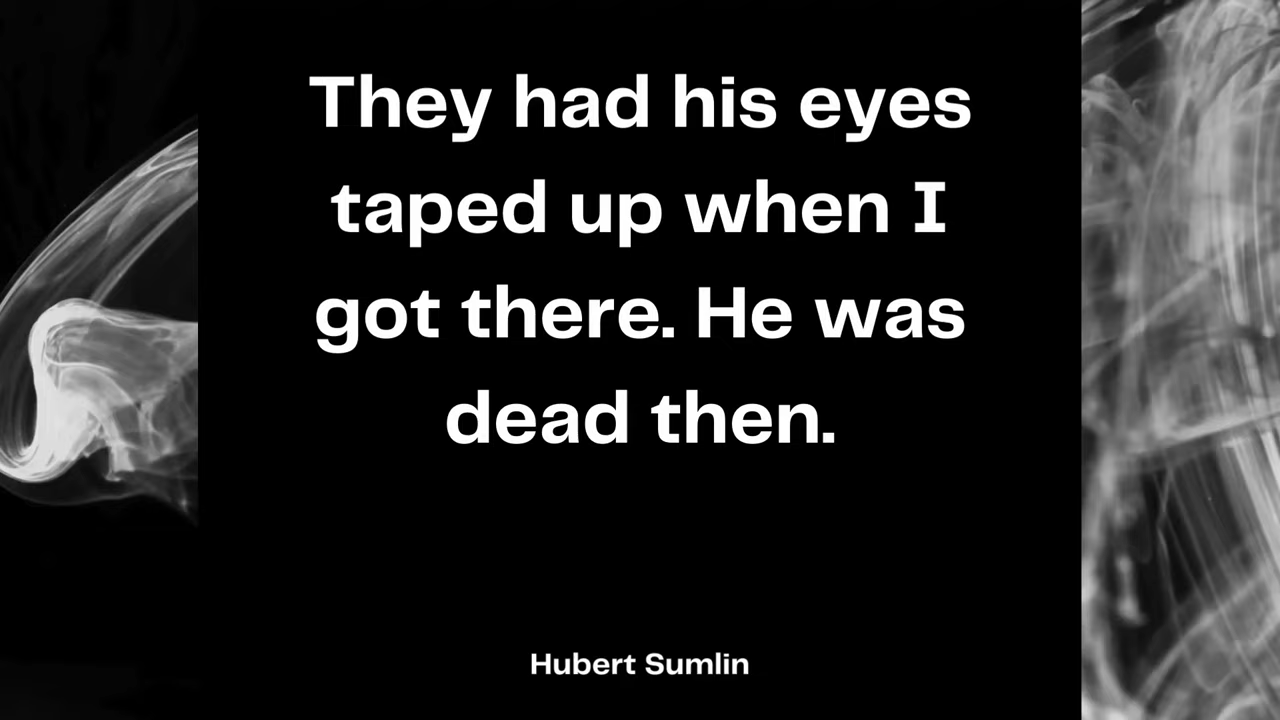 They had his eyes
taped up when I
got there. He was
dead then.
Hubert Sumlin